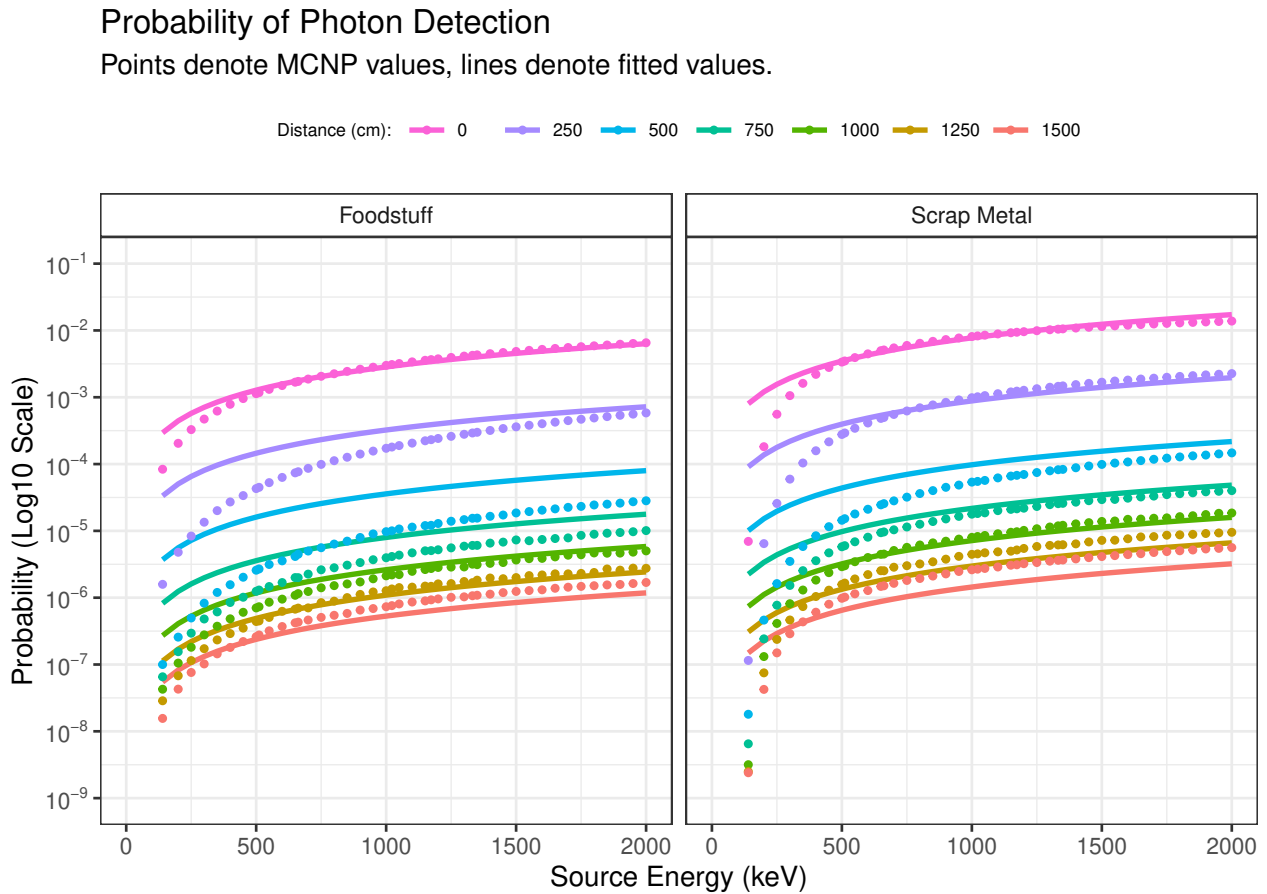 Probability of Photon Detection
Points denote MCNP values, lines denote fitted values.
Distance (cm): 0 250 500 750 1000 1250 1500
Foodstuff Scrap Metal
Probability (Log10 Scale)
10⁻¹
10⁻²
10⁻³
10⁻⁴
10⁻⁵
10⁻⁶
10⁻⁷
10⁻⁸
10⁻⁹
0 500 1000 1500 2000 0 500 1000 1500 2000
Source Energy (keV)